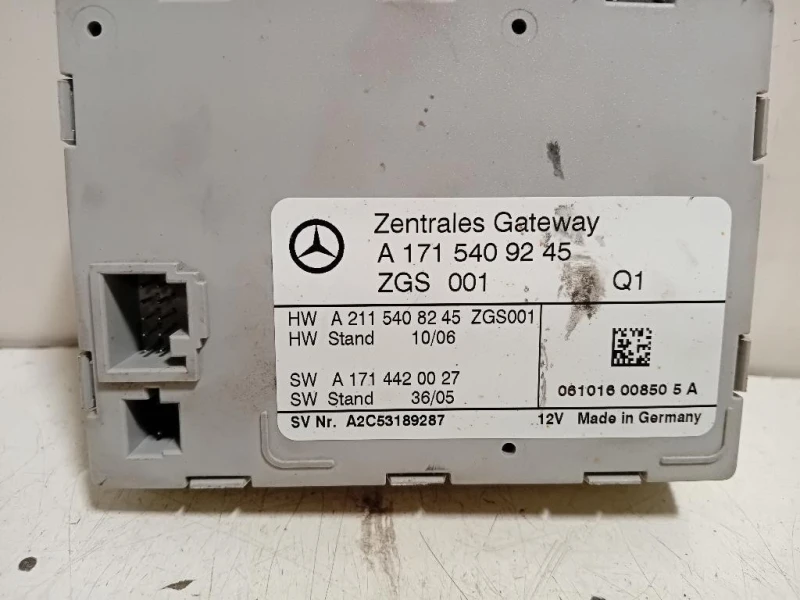 Zentrales Gateway
A 171 540 92 45
ZGS 001 Q1
HW A 211 540 82 45 ZGS001
HW Stand 10/06
SW A 171 442 00 27
SW Stand 36/05
061016 00850 5 A
SV Nr. A2C53189287 12V Made in Germany